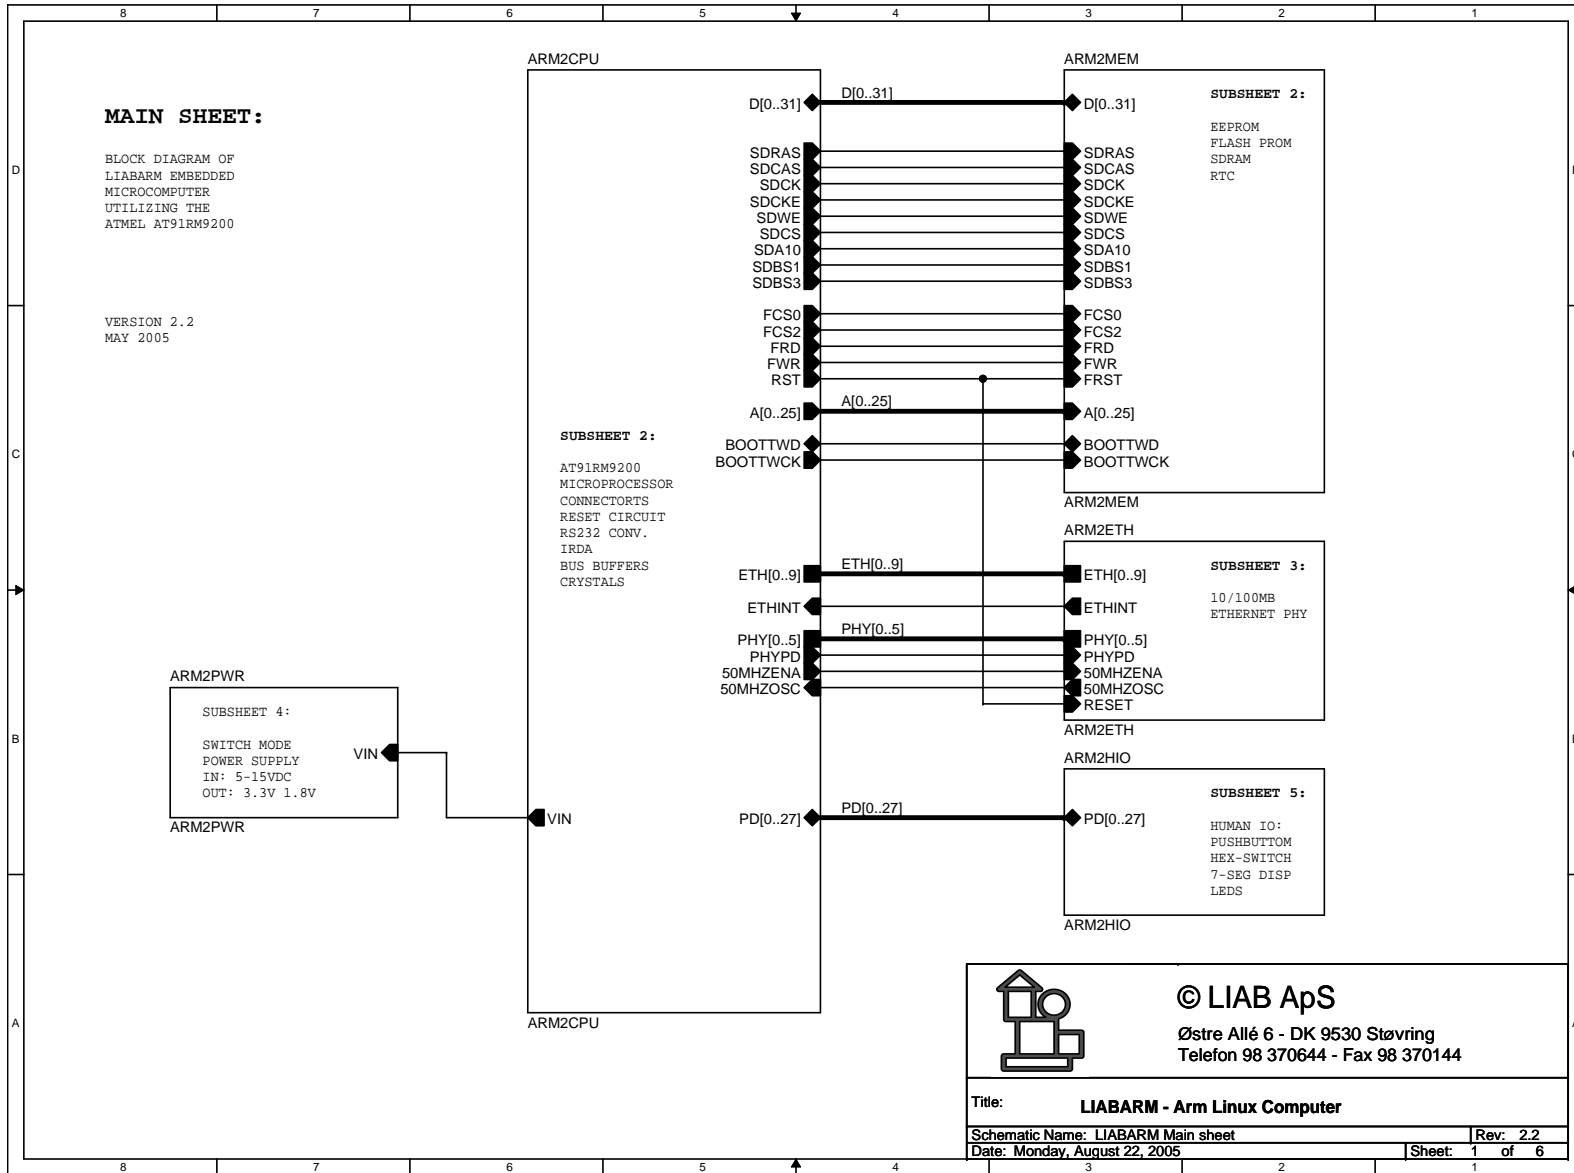 8 7 6 5 4 3 2 1
D
C
B
A
MAIN SHEET:
BLOCK DIAGRAM OF
LIABARM EMBEDDED
MICROCOMPUTER
UTILIZING THE
ATMEL AT91RM9200
VERSION 2.2
MAY 2005
ARM2PWR
SUBSHEET 4:
SWITCH MODE
POWER SUPPLY
IN: 5-15VDC
OUT: 3.3V 1.8V
VIN
ARM2PWR
ARM2CPU
SUBSHEET 2:
AT91RM9200
MICROPROCESSOR
CONNECTORTS
RESET CIRCUIT
RS232 CONV.
IRDA
BUS BUFFERS
CRYSTALS
VIN
D[0..31]
SDRAS
SDCAS
SDCK
SDCKE
SDWE
SDCS
SDA10
SDBS1
SDBS3
FCS0
FCS2
FRD
FWR
RST
A[0..25]
BOOTTWD
BOOTTWCK
ETH[0..9]
ETHINT
PHY[0..5]
PHYPD
50MHZENA
50MHZOSC
PD[0..27]
ARM2CPU
D[0..31]
A[0..25]
ETH[0..9]
PHY[0..5]
PD[0..27]
ARM2MEM
D[0..31]
SDRAS
SDCAS
SDCK
SDCKE
SDWE
SDCS
SDA10
SDBS1
SDBS3
FCS0
FCS2
FRD
FWR
FRST
A[0..25]
BOOTTWD
BOOTTWCK
SUBSHEET 2:
EEPROM
FLASH PROM
SDRAM
RTC
ARM2MEM
ARM2ETH
ETH[0..9]
ETHINT
PHY[0..5]
PHYPD
50MHZENA
50MHZOSC
RESET
SUBSHEET 3:
10/100MB
ETHERNET PHY
ARM2ETH
ARM2HIO
PD[0..27]
SUBSHEET 5:
HUMAN IO:
PUSHBUTTOM
HEX-SWITCH
7-SEG DISP
LEDS
ARM2HIO
© LIAB ApS
Østre Allé 6 - DK 9530 Støvring
Telefon 98 370644 - Fax 98 370144
Title: LIABARM - Arm Linux Computer
Schematic Name: LIABARM Main sheet Rev: 2.2
Date: Monday, August 22, 2005 Sheet: 1 of 6
8 7 6 5 4 3 2 1